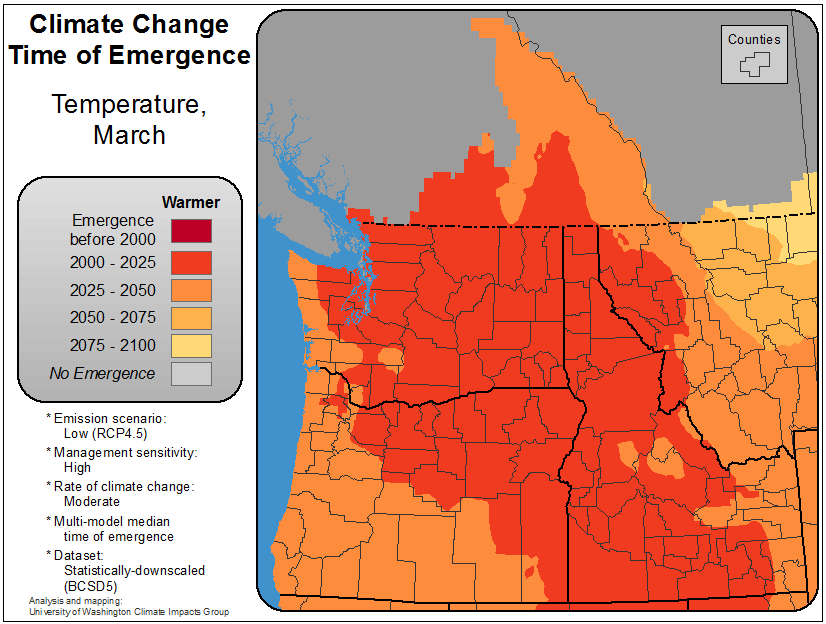 Climate Change
Time of Emergence
Temperature,
March
Warmer
Emergence
before 2000
2000 - 2025
2025 - 2050
2050 - 2075
2075 - 2100
No Emergence
* Emission scenario:
Low (RCP4.5)
* Management sensitivity:
High
* Rate of climate change:
Moderate
* Multi-model median
time of emergence
* Dataset:
Statistically-downscaled
(BCSD5)
Analysis and mapping:
University of Washington Climate Impacts Group
Counties